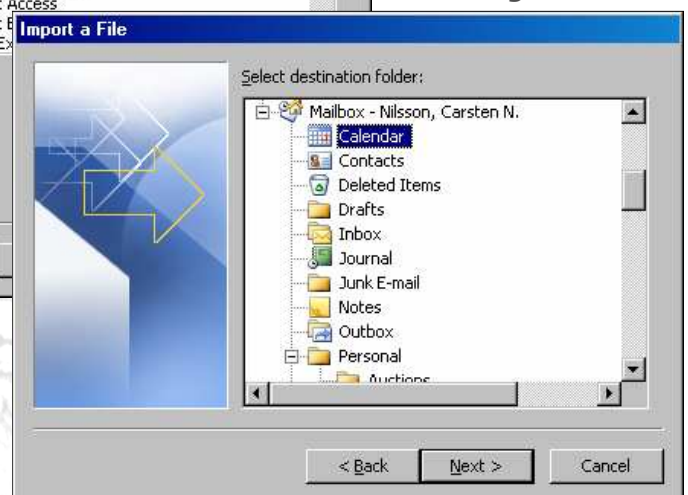 Access
Import a File
Select destination folder:
Mailbox - Nilsson, Carsten N.
Calendar
Contacts
Deleted Items
Drafts
Inbox
Journal
Junk E-mail
Notes
Outbox
Personal
Auctions
< Back
Next >
Cancel